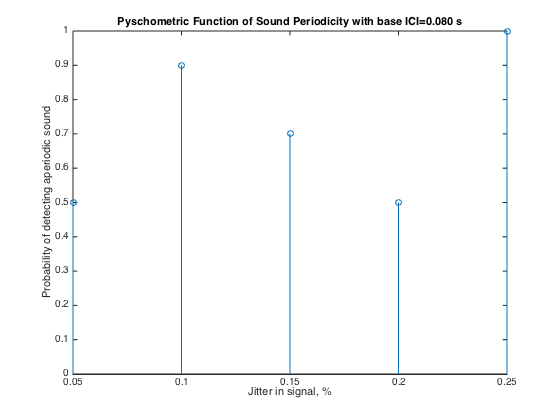 Pyschometric Function of Sound Periodicity with base ICI=0.080 s
Probability of detecting aperiodic sound
1
0.9
0.8
0.7
0.6
0.5
0.4
0.3
0.2
0.1
0
0.05 0.1 0.15 0.2 0.25
Jitter in signal, %